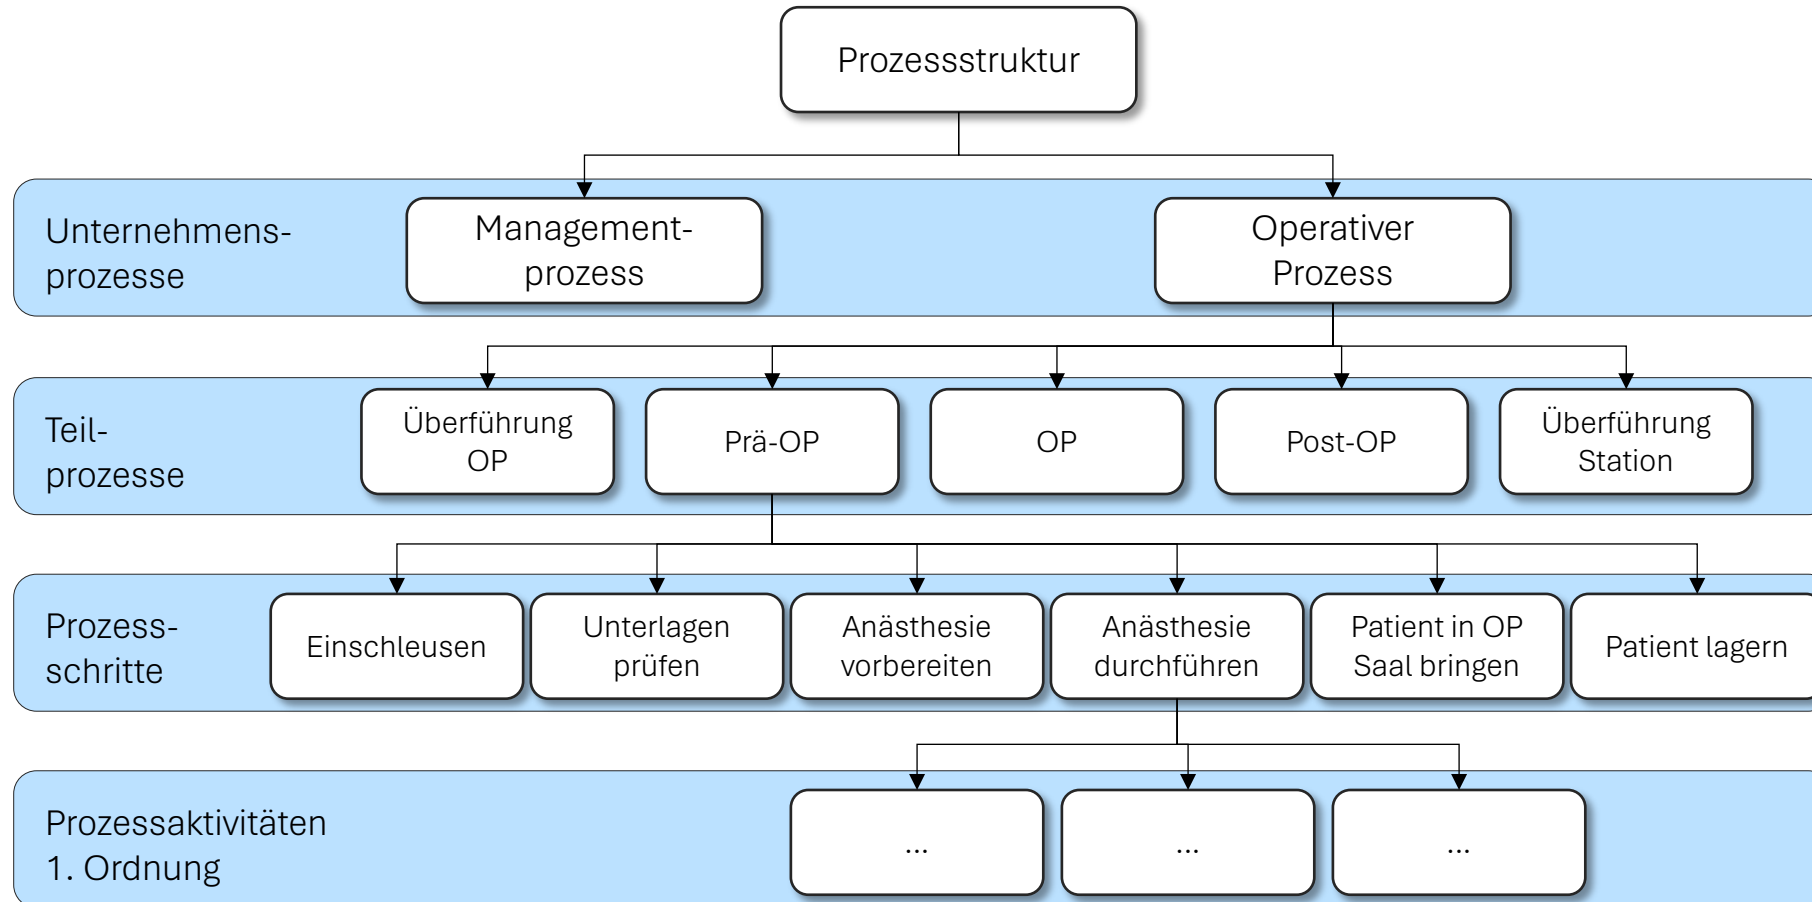 Prozessstruktur
Unternehmens-
prozesse
Management-
prozess
Operativer
Prozess
Teil-
prozesse
Überführung
OP
Prä-OP
OP
Post-OP
Überführung
Station
Prozess-
schritte
Einschleusen
Unterlagen
prüfen
Anästhesie
vorbereiten
Anästhesie
durchführen
Patient in OP
Saal bringen
Patient lagern
Prozessaktivitäten
1. Ordnung
...
...
...